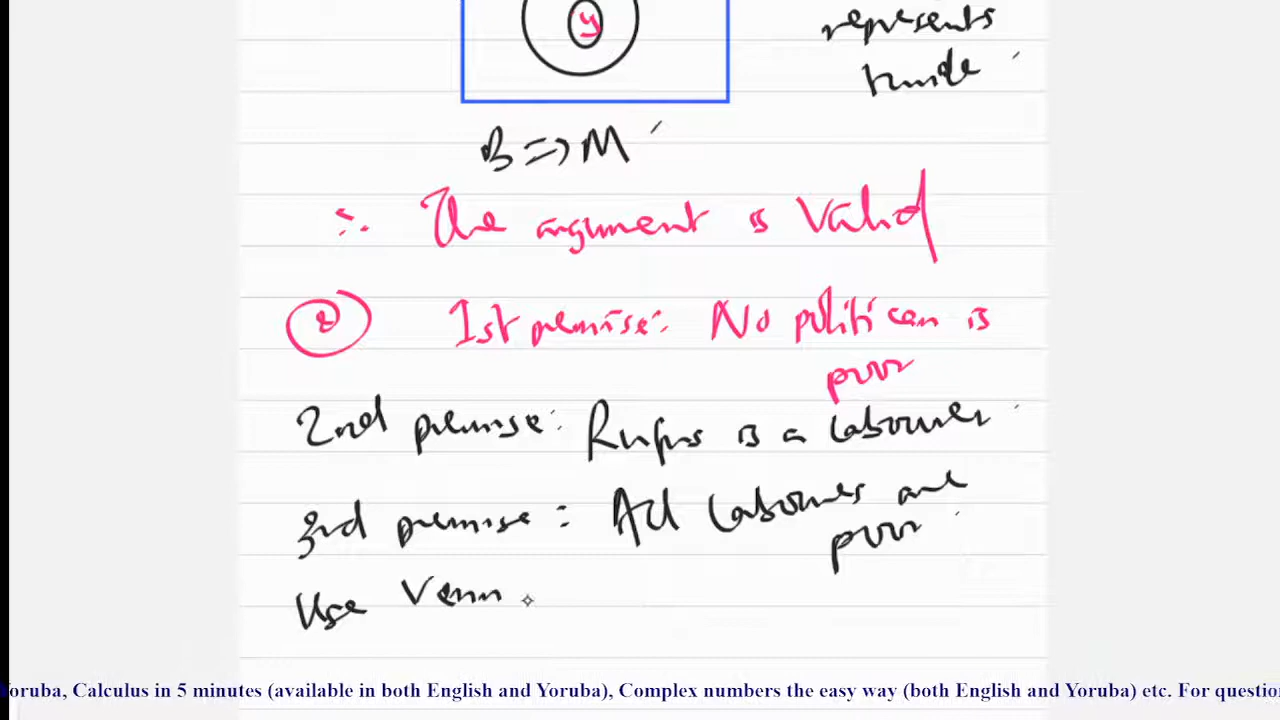 y
represents
tunde
B => M
∴ The argument is valid
② 1st premise: No politican is
poor
2nd premise: Rufus is a labourer
3rd premise: All labourers are
poor
Use Venn
Yoruba, Calculus in 5 minutes (available in both English and Yoruba), Complex numbers the easy way (both English and Yoruba) etc. For question